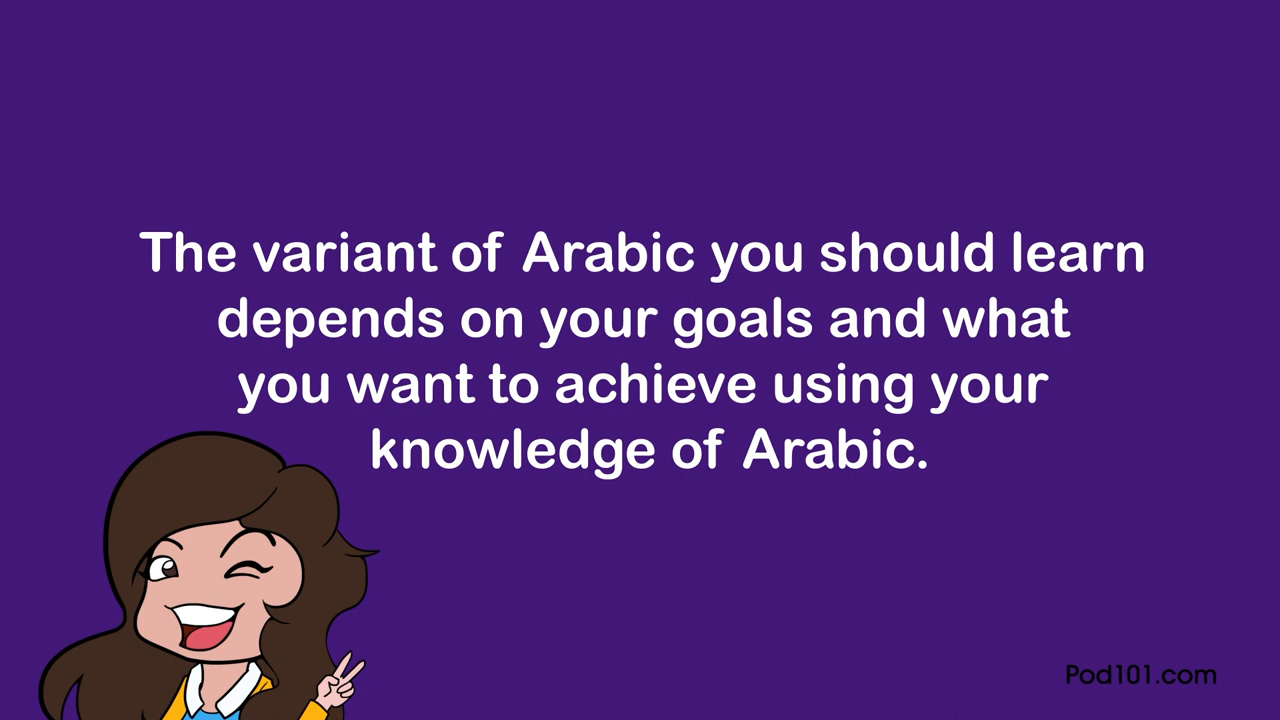 The variant of Arabic you should learn
depends on your goals and what
you want to achieve using your
knowledge of Arabic.
Pod101.com